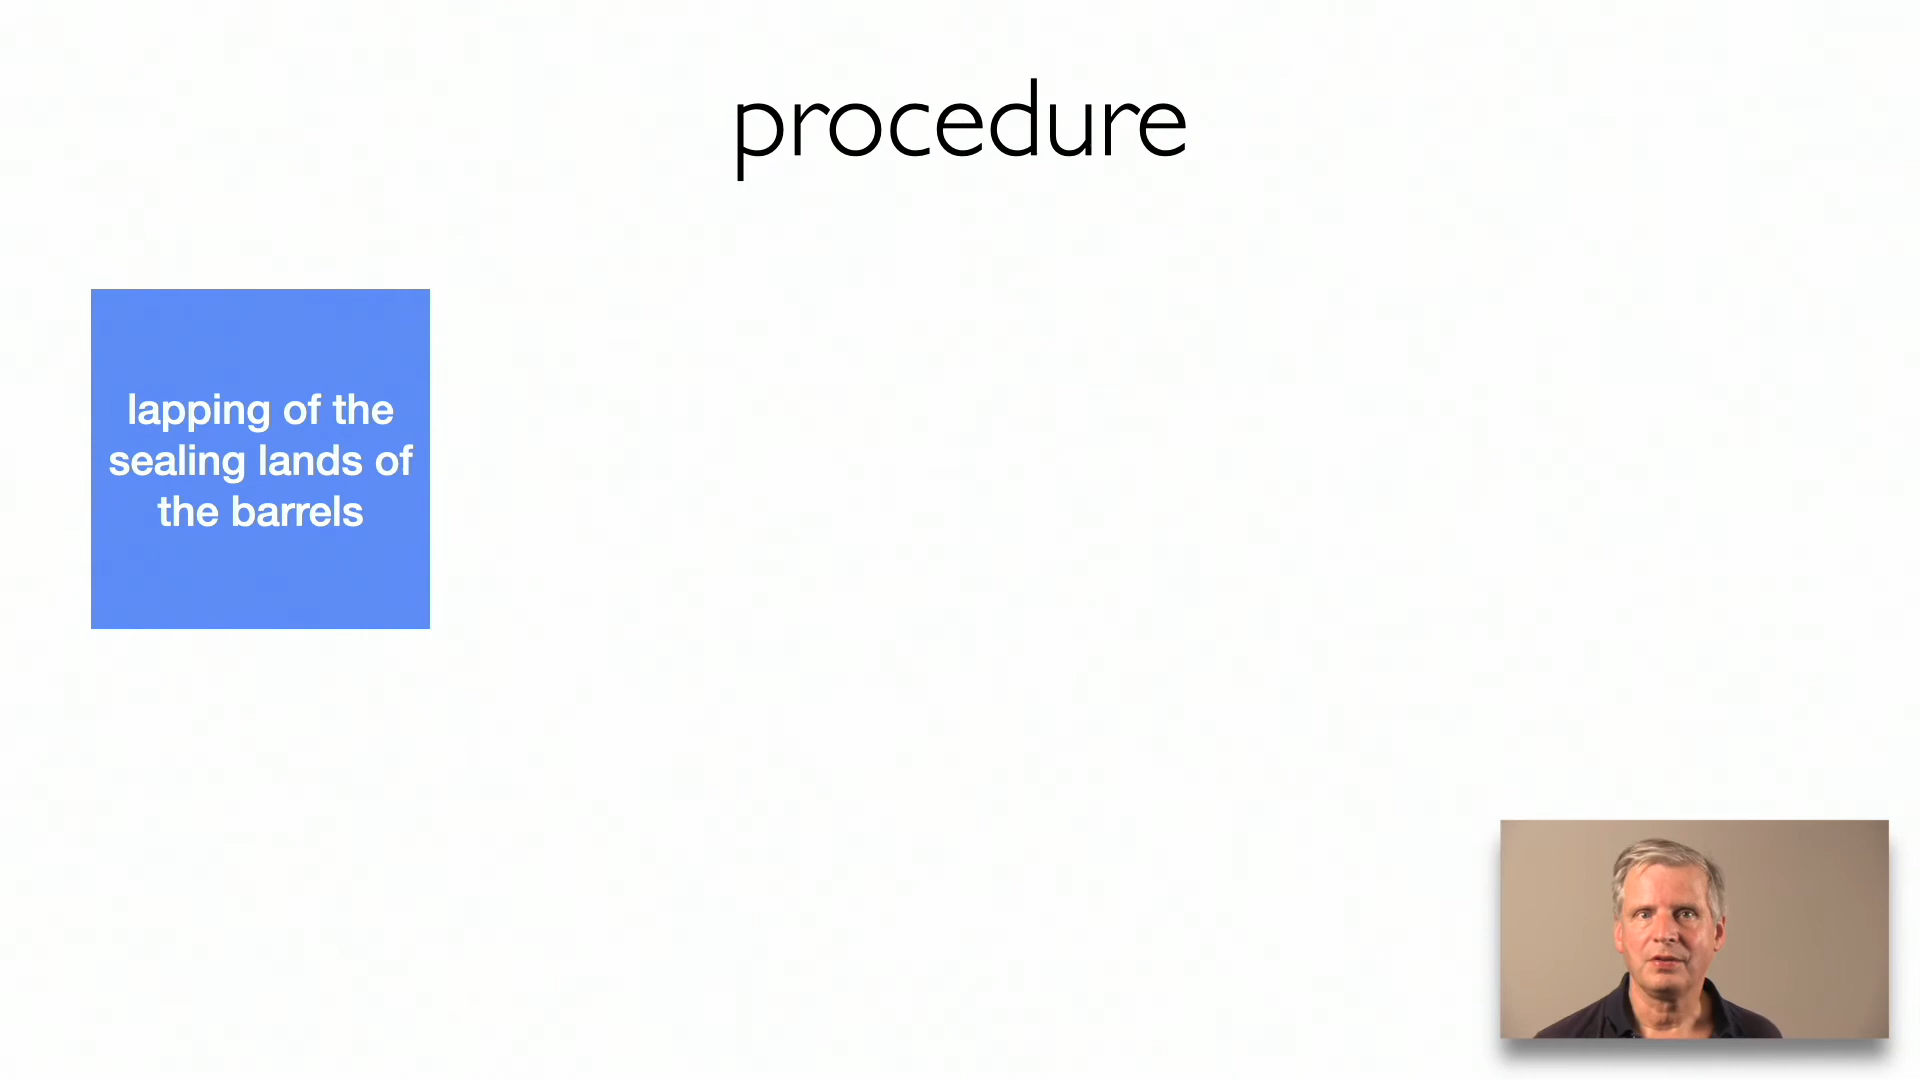 procedure
lapping of the
sealing lands of
the barrels